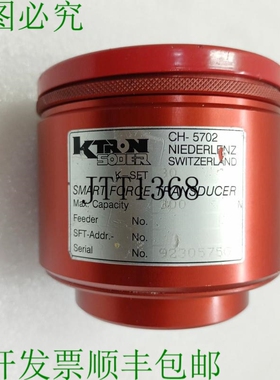 图必究
KTRON
SODER
CH-5702
NIEDERLENZ
SWITZERLAND
K-SFT
SMART FORCE TRANSDUCER
JTT1368
Max. Capacity
Feeder No.
SFT-Addr.- No.
Serial No.
开发票顺丰包邮